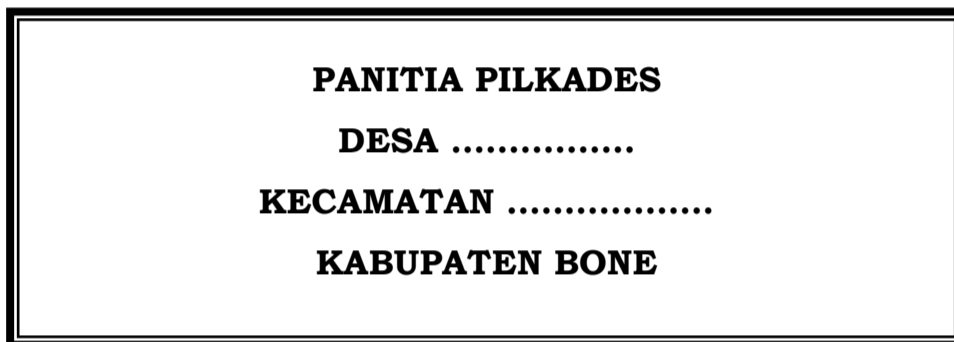 PANITIA PILKADES
DESA ................
KECAMATAN ..................
KABUPATEN BONE